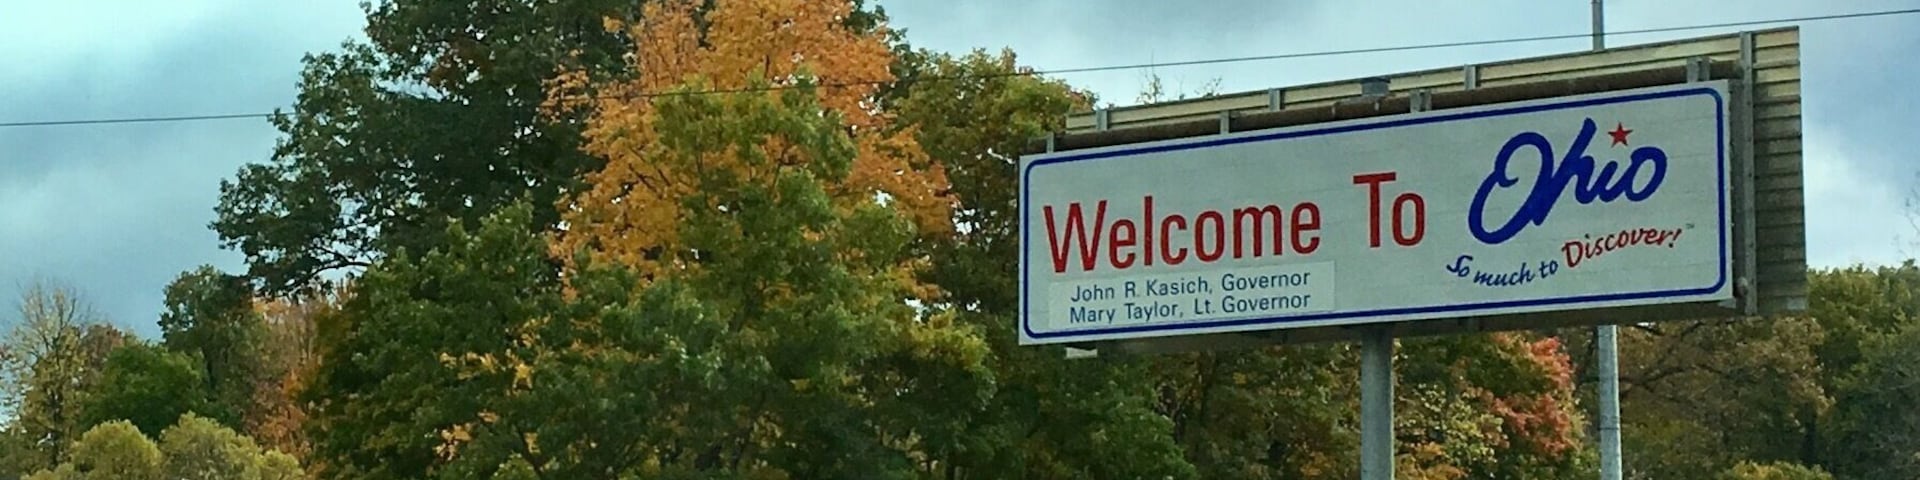 Welcome To Ohio
So much to Discover!™
John R. Kasich, Governor
Mary Taylor, Lt. Governor